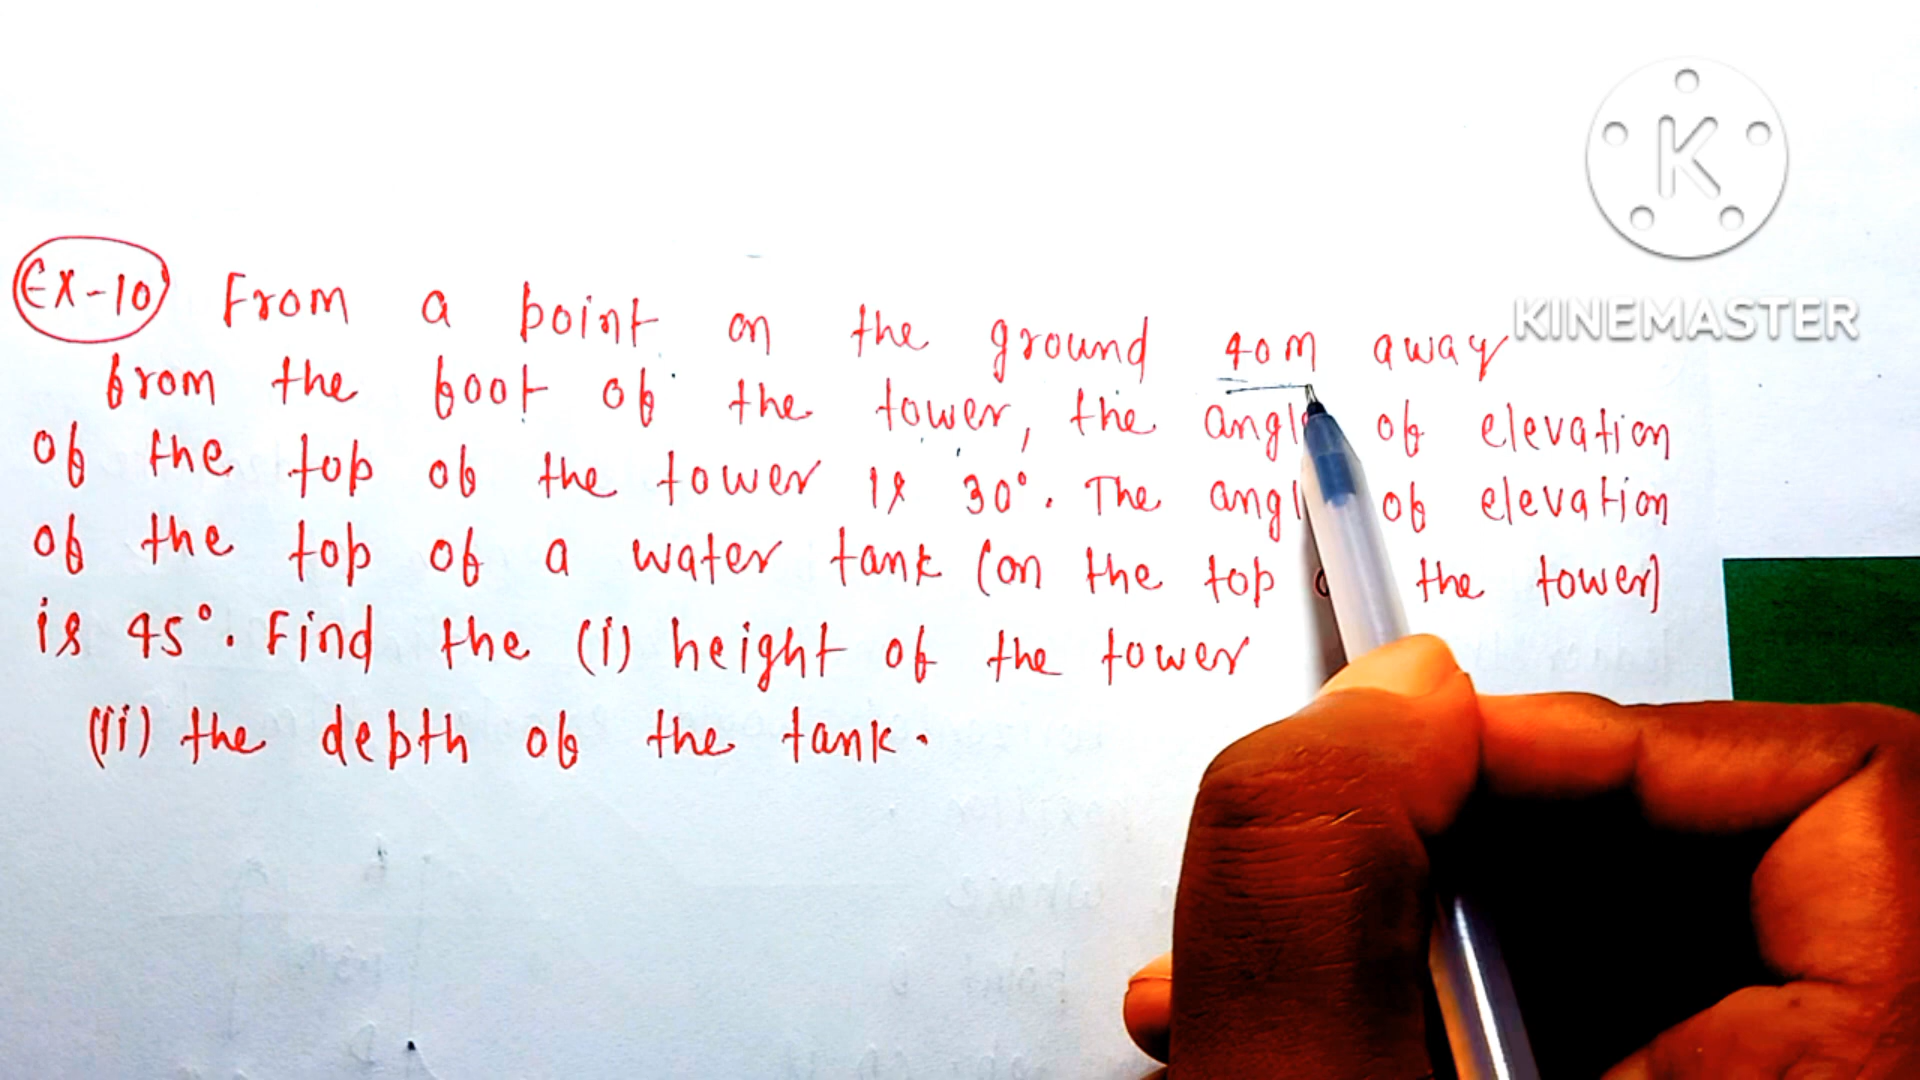 K
KINEMASTER
Ex-10 From a point on the ground 40m away
from the foot of the tower, the angle of elevation
of the top of the tower is 30°. The angl of elevation
of the top of a water tank (on the top the tower)
is 45°. Find the (i) height of the tower
(ii) the depth of the tank.